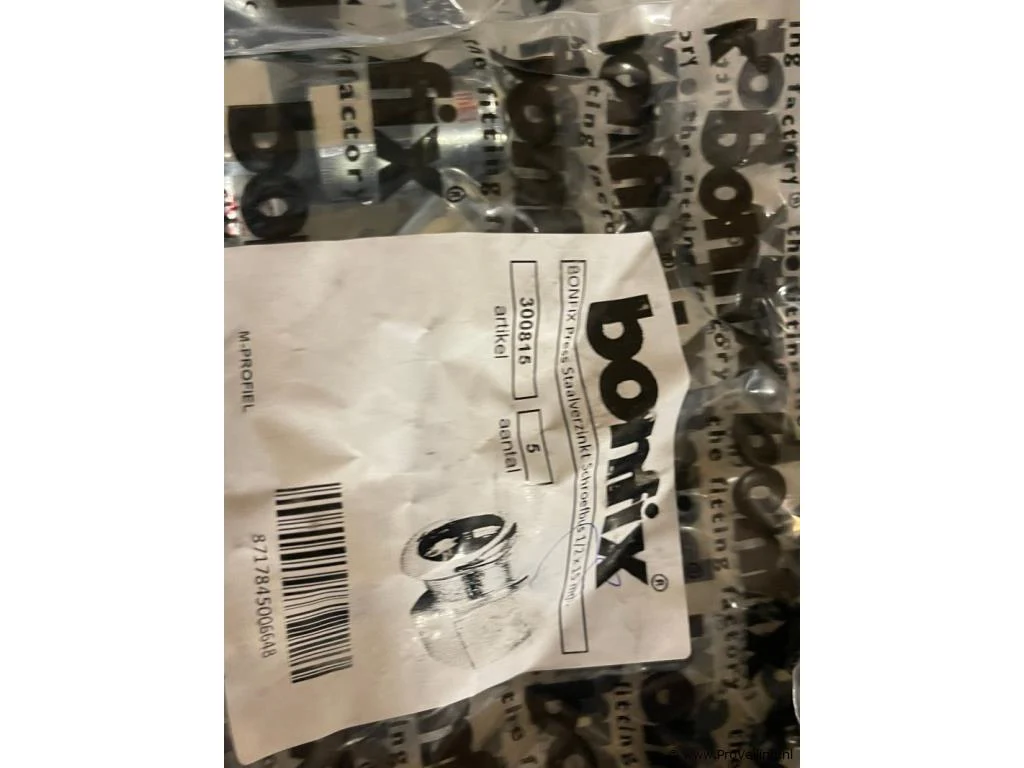 bonfix®
BONFIX Press Staalverzinkt Schroefbus 1/2 x 15 mm.
300815 5
artikel aantal
M-PROFIEL
8717845006648
bonfix®
the fitting factory
© www.ProVeiling.nl